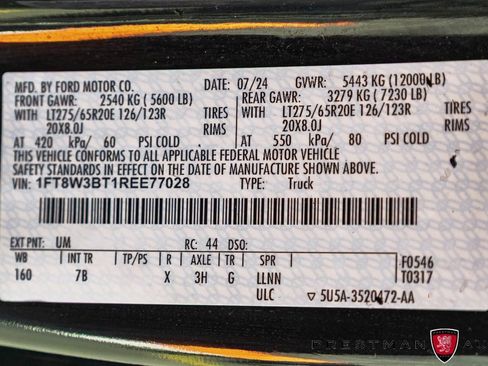 MFD. BY FORD MOTOR CO. DATE: 07/24 GVWR: 5443 KG (12000 LB)
FRONT GAWR: 2540 KG ( 5600 LB) REAR GAWR: 3279 KG ( 7230 LB)
WITH LT275/65R20E 126/123R TIRES WITH LT275/65R20E 126/123R TIRES
20X8.0J RIMS 20X8.0J RIMS
AT 420 kPa/ 60 PSI COLD AT 550 kPa/ 80 PSI COLD
THIS VEHICLE CONFORMS TO ALL APPLICABLE FEDERAL MOTOR VEHICLE
SAFETY STANDARDS IN EFFECT ON THE DATE OF MANUFACTURE SHOWN ABOVE.
VIN: 1FT8W3BT1REE77028 TYPE: Truck
EXT PNT: UM RC: 44 DSO:
WB INT TR TP/PS R AXLE TR SPR F0546
160 7B X 3H G LLNN T0317
ULC ▽ 5U5A-3520472-AA
PRESTMAN AU